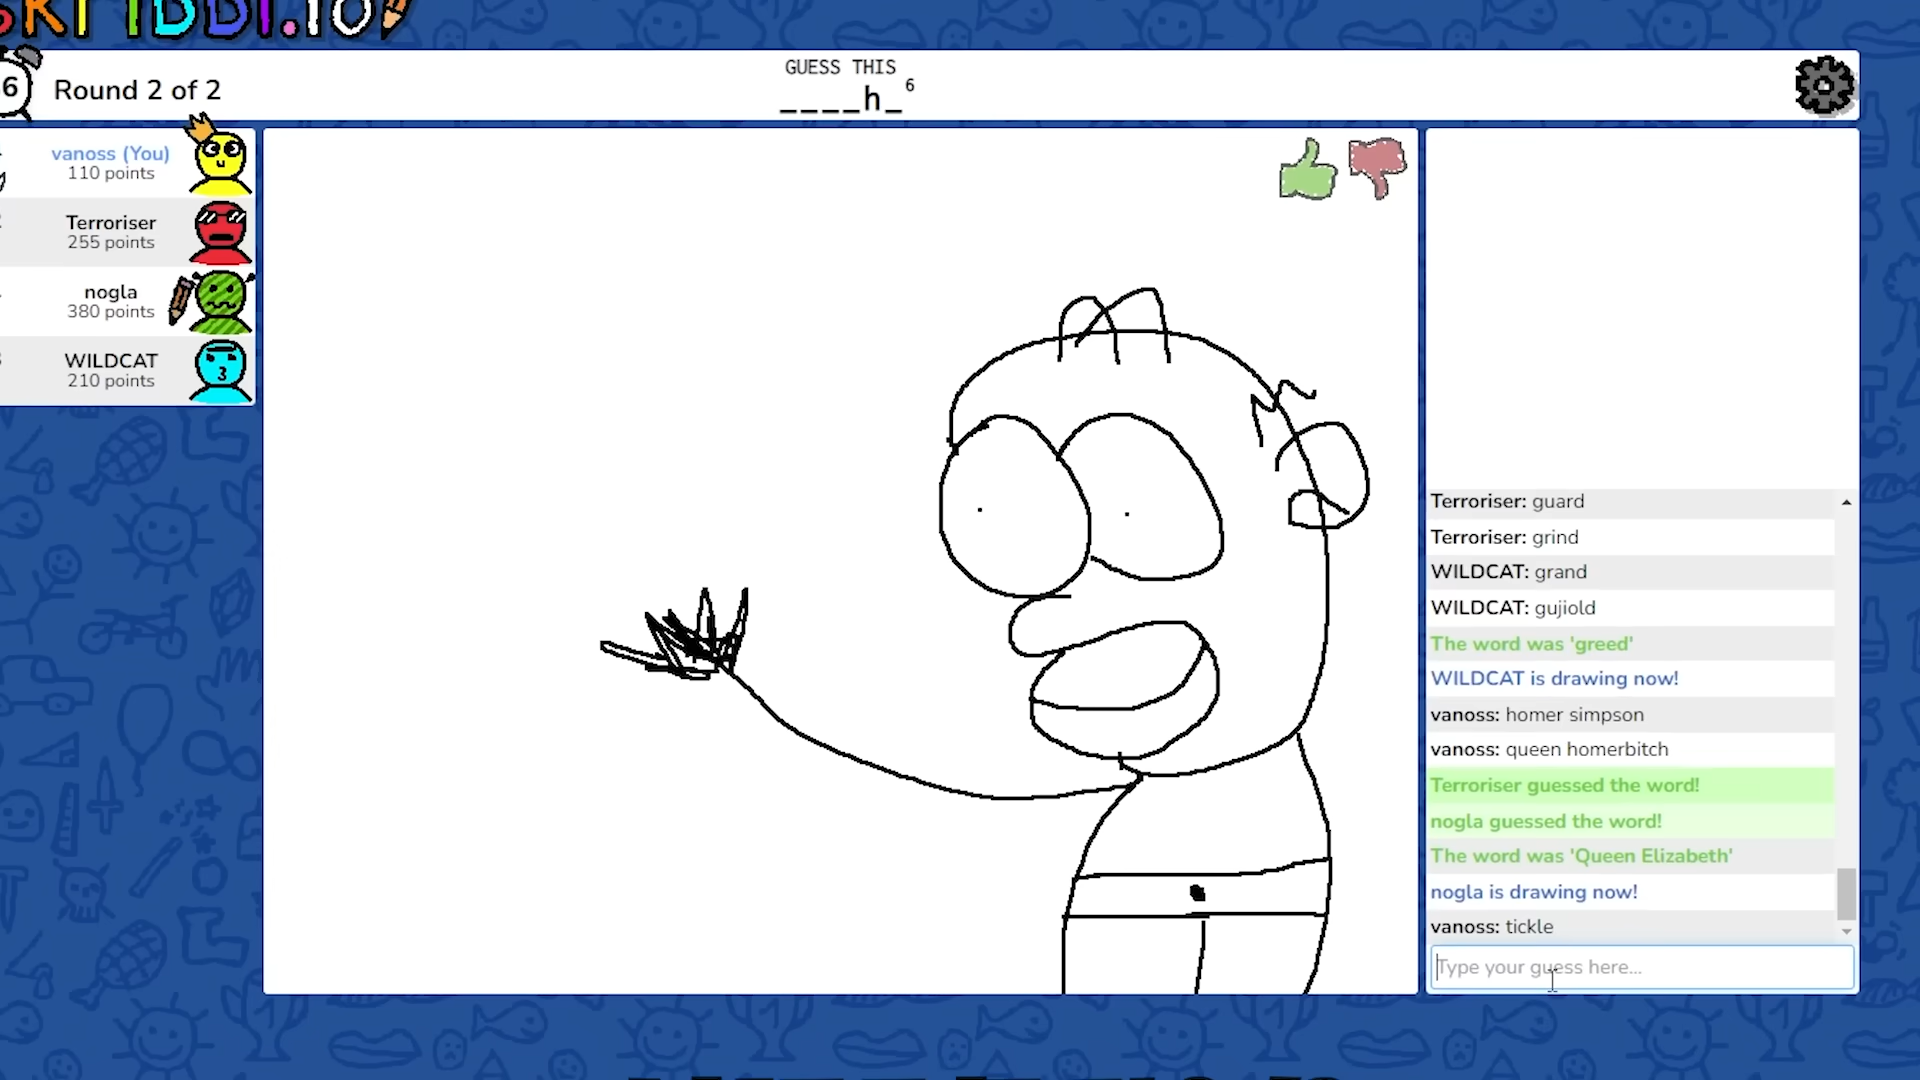 SKRIBBL.IO
6
Round 2 of 2
GUESS THIS
____h_ 6
vanoss (You)
110 points
Terroriser
255 points
nogla
380 points
WILDCAT
210 points
Terroriser: guard
Terroriser: grind
WILDCAT: grand
WILDCAT: gujiold
The word was 'greed'
WILDCAT is drawing now!
vanoss: homer simpson
vanoss: queen homerbitch
Terroriser guessed the word!
nogla guessed the word!
The word was 'Queen Elizabeth'
nogla is drawing now!
vanoss: tickle
Type your guess here...